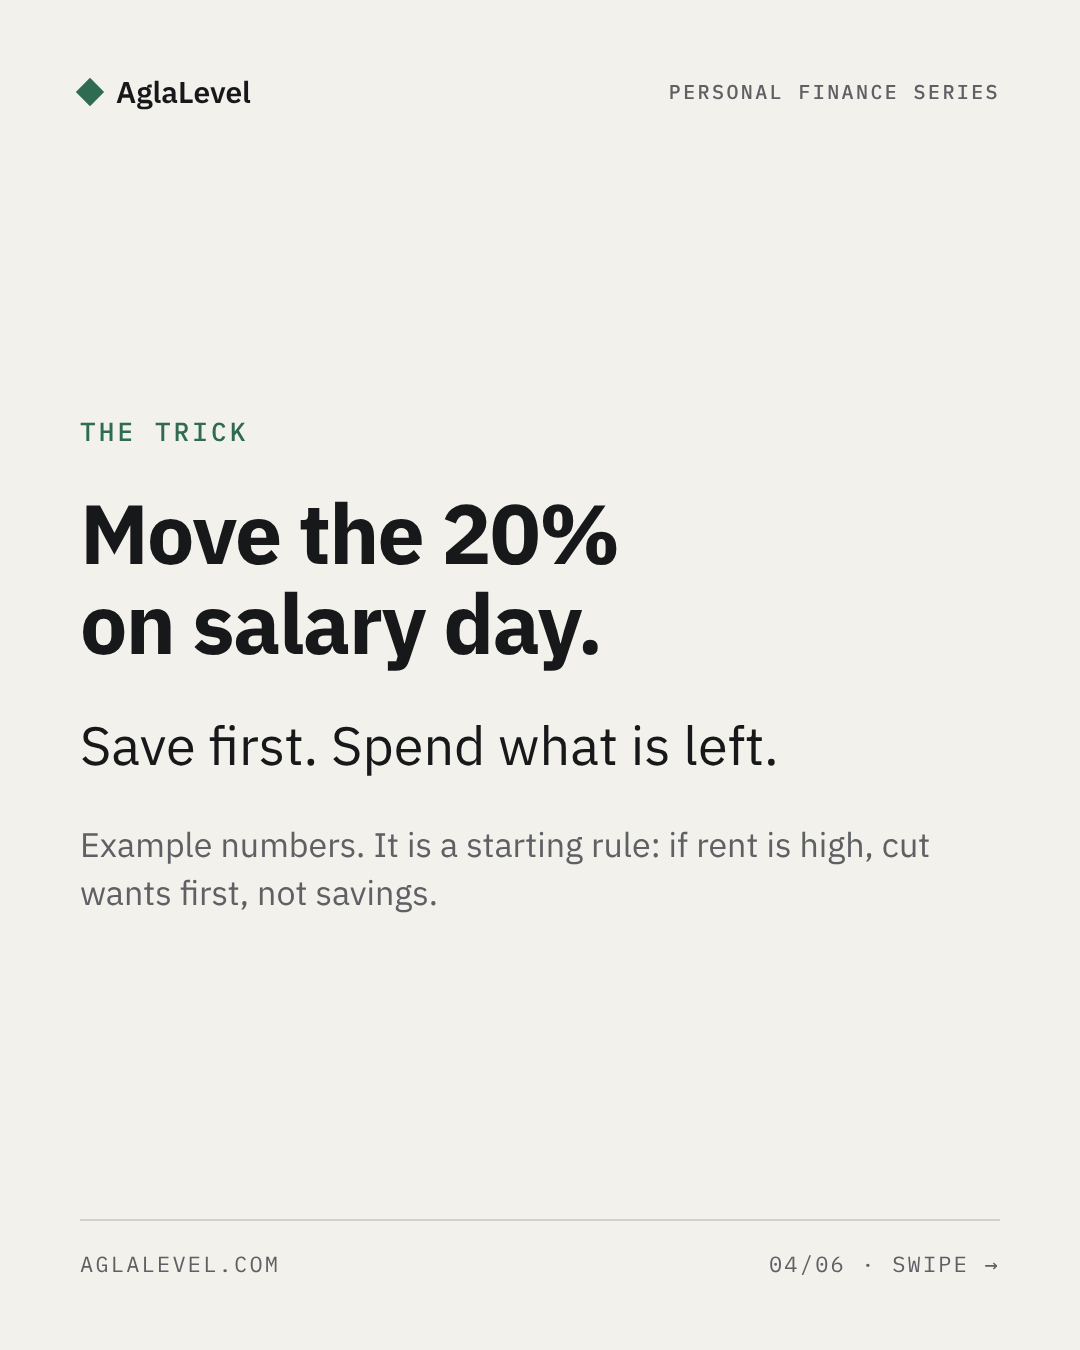 AglaLevel
PERSONAL FINANCE SERIES
THE TRICK
Move the 20%
on salary day.
Save first. Spend what is left.
Example numbers. It is a starting rule: if rent is high, cut
wants first, not savings.
AGLALEVEL.COM
04/06 · SWIPE →